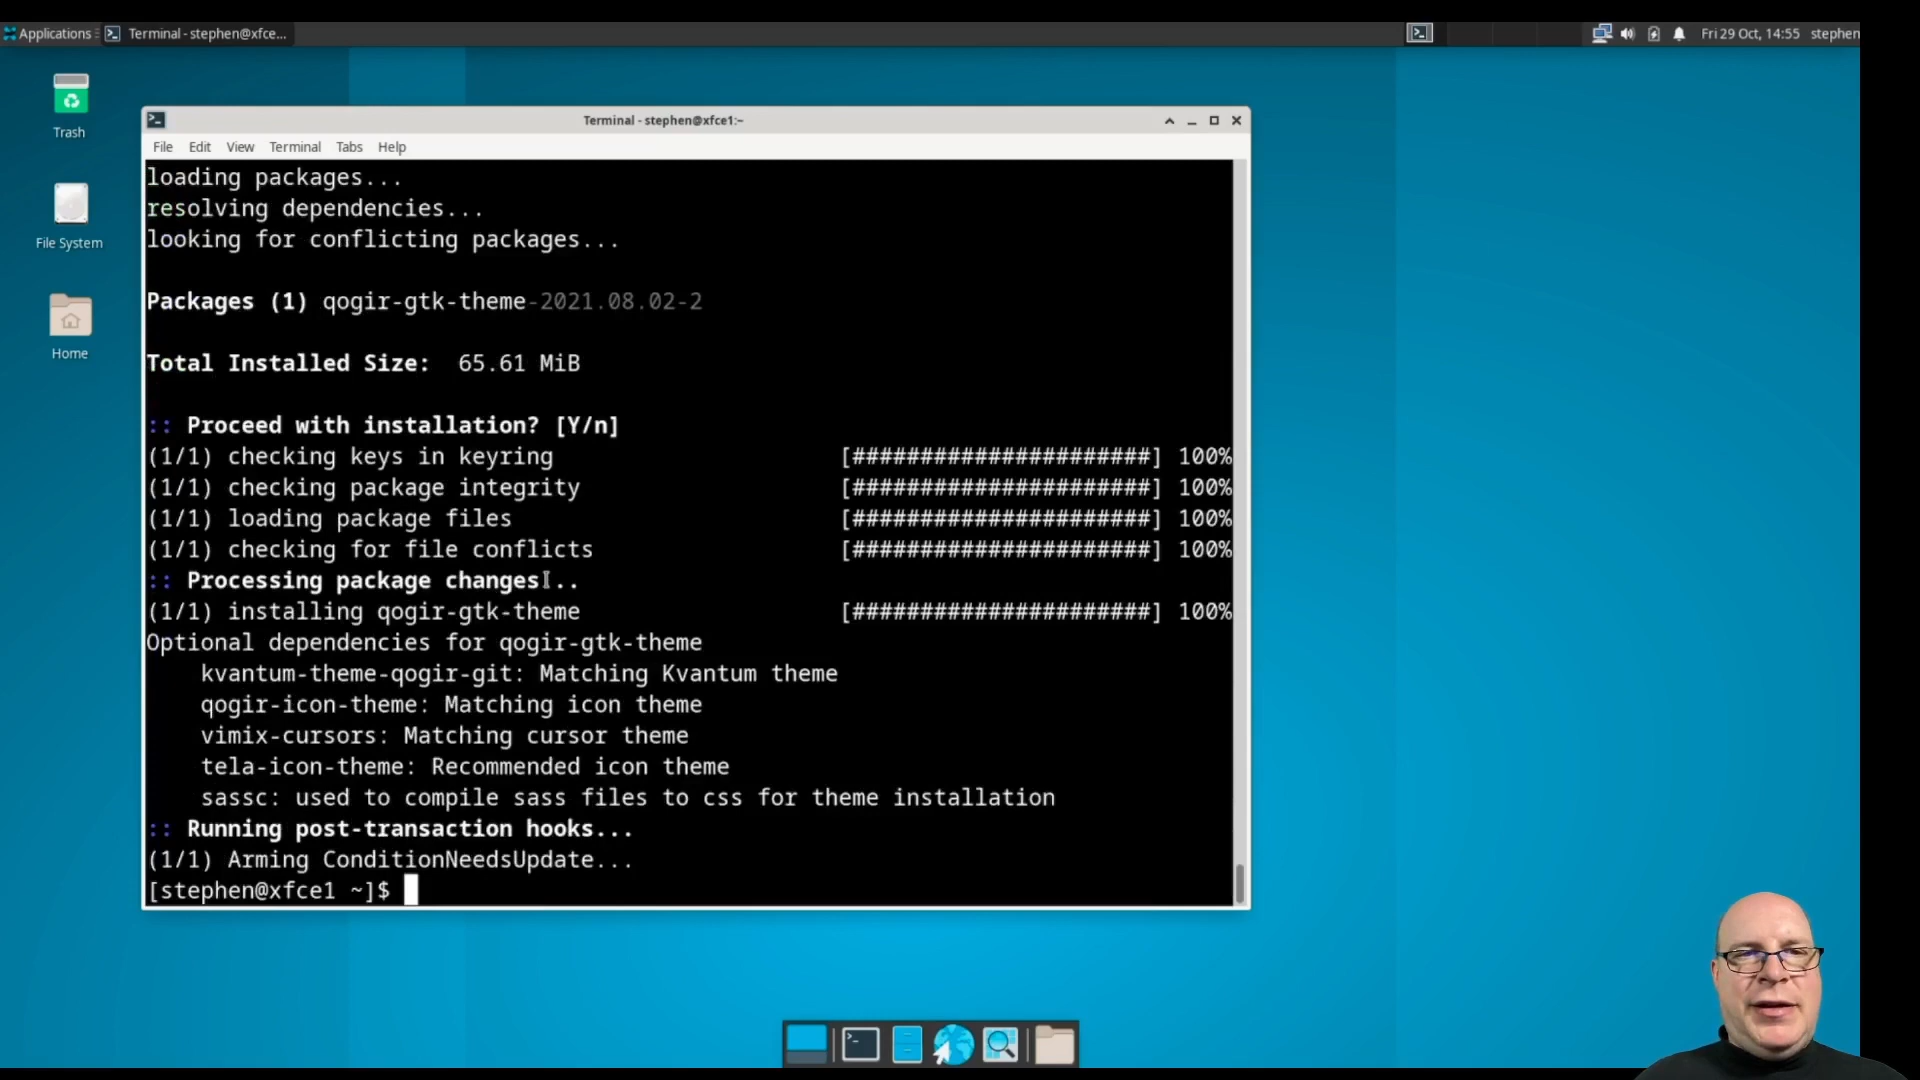 Applications
Terminal - stephen@xfce...
Fri 29 Oct, 14:55
stephen
Trash
File System
Home
Terminal - stephen@xfce1:~
File Edit View Terminal Tabs Help
loading packages...
resolving dependencies...
looking for conflicting packages...
Packages (1) qogir-gtk-theme-2021.08.02-2
Total Installed Size:  65.61 MiB
:: Proceed with installation? [Y/n]
(1/1) checking keys in keyring [######################] 100%
(1/1) checking package integrity [######################] 100%
(1/1) loading package files [######################] 100%
(1/1) checking for file conflicts [######################] 100%
:: Processing package changes...
(1/1) installing qogir-gtk-theme [######################] 100%
Optional dependencies for qogir-gtk-theme
kvantum-theme-qogir-git: Matching Kvantum theme
qogir-icon-theme: Matching icon theme
vimix-cursors: Matching cursor theme
tela-icon-theme: Recommended icon theme
sassc: used to compile sass files to css for theme installation
:: Running post-transaction hooks...
(1/1) Arming ConditionNeedsUpdate...
[stephen@xfce1 ~]$